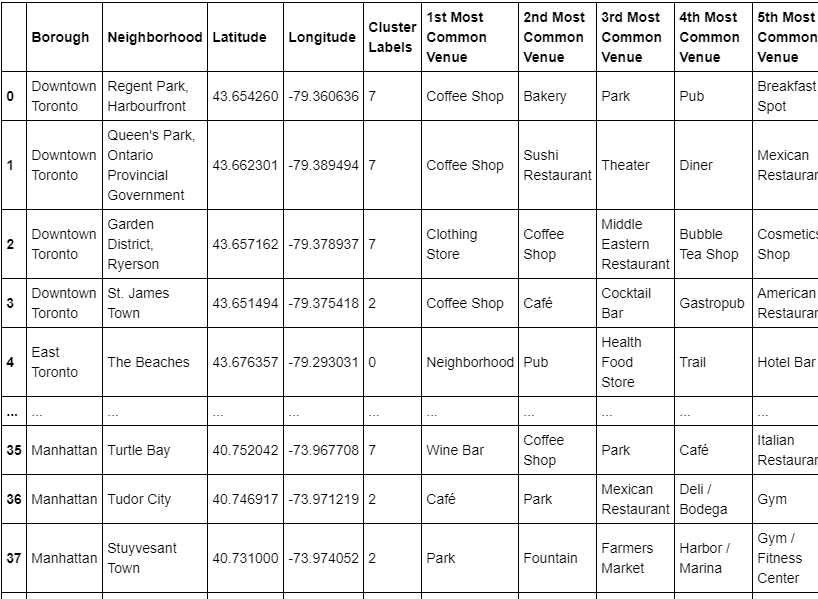 Borough
Neighborhood
Latitude
Longitude
Cluster
Labels
1st Most
Common
Venue
2nd Most
Common
Venue
3rd Most
Common
Venue
4th Most
Common
Venue
5th Most
Common
Venue
0
Downtown
Toronto
Regent Park,
Harbourfront
43.654260
-79.360636
7
Coffee Shop
Bakery
Park
Pub
Breakfast
Spot
1
Downtown
Toronto
Queen's Park,
Ontario
Provincial
Government
43.662301
-79.389494
7
Coffee Shop
Sushi
Restaurant
Theater
Diner
Mexican
Restauran
2
Downtown
Toronto
Garden
District,
Ryerson
43.657162
-79.378937
7
Clothing
Store
Coffee
Shop
Middle
Eastern
Restaurant
Bubble
Tea Shop
Cosmetics
Shop
3
Downtown
Toronto
St. James
Town
43.651494
-79.375418
2
Coffee Shop
Café
Cocktail
Bar
Gastropub
American
Restauran
4
East
Toronto
The Beaches
43.676357
-79.293031
0
Neighborhood
Pub
Health
Food
Store
Trail
Hotel Bar
...
...
...
...
...
...
...
...
...
...
...
35
Manhattan
Turtle Bay
40.752042
-73.967708
7
Wine Bar
Coffee
Shop
Park
Café
Italian
Restauran
36
Manhattan
Tudor City
40.746917
-73.971219
2
Café
Park
Mexican
Restaurant
Deli /
Bodega
Gym
37
Manhattan
Stuyvesant
Town
40.731000
-73.974052
2
Park
Fountain
Farmers
Market
Harbor /
Marina
Gym /
Fitness
Center